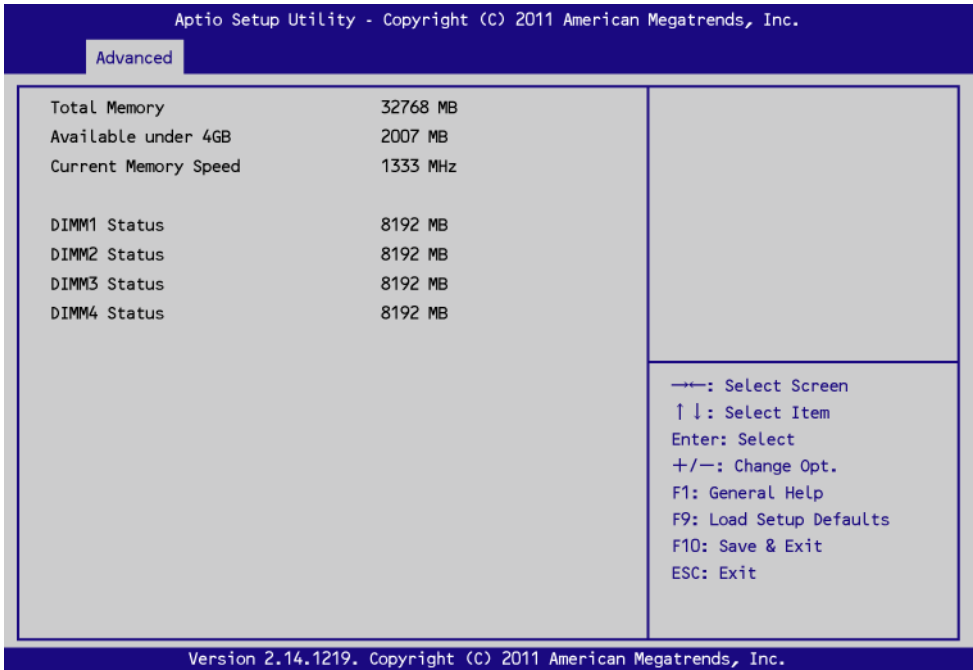 Aptio Setup Utility - Copyright (C) 2011 American Megatrends, Inc.
Advanced
Total Memory 32768 MB
Available under 4GB 2007 MB
Current Memory Speed 1333 MHz
DIMM1 Status 8192 MB
DIMM2 Status 8192 MB
DIMM3 Status 8192 MB
DIMM4 Status 8192 MB
→←: Select Screen
↑↓: Select Item
Enter: Select
+/−: Change Opt.
F1: General Help
F9: Load Setup Defaults
F10: Save & Exit
ESC: Exit
Version 2.14.1219. Copyright (C) 2011 American Megatrends, Inc.